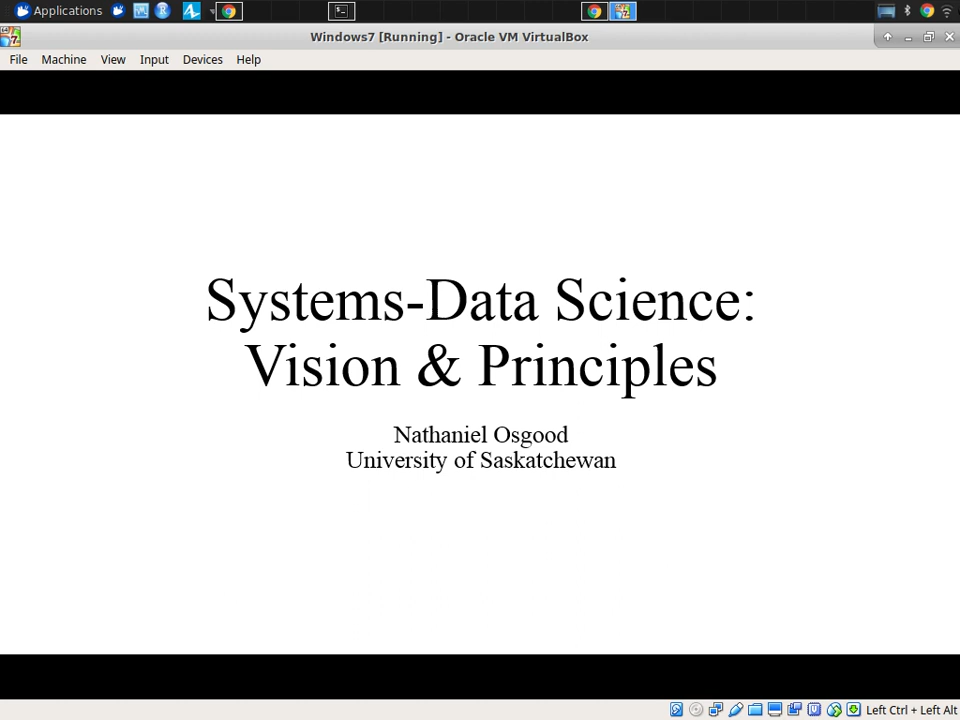 Applications
Windows7 [Running] - Oracle VM VirtualBox
File Machine View Input Devices Help
Systems-Data Science:
Vision & Principles
Nathaniel Osgood
University of Saskatchewan
Left Ctrl + Left Alt